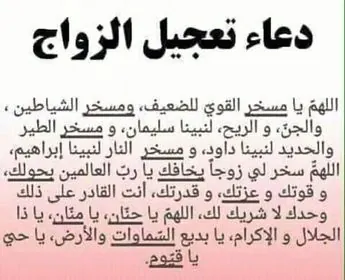 دعاء تعجيل الزواج
اللهمّ يا مسخر القويّ للضعيف، ومسخر الشياطين ،
والجنّ، و الريح، لنبينا سليمان، و مسخر الطير
والحديد لنبينا داود، و مسخر النار لنبينا إبراهيم،
اللهمَّ سخر لي زوجاً يخافك يا ربّ العالمين بحولك،
و قوتك و عزتك، و قدرتك، أنت القادر على ذلك
وحدك لا شريك لك، اللهمّ يا حنّان، يا منّان، يا ذا
الجلال و الإكرام، يا بديع السّماوات والأرض، يا حيّ
يا قيّوم.